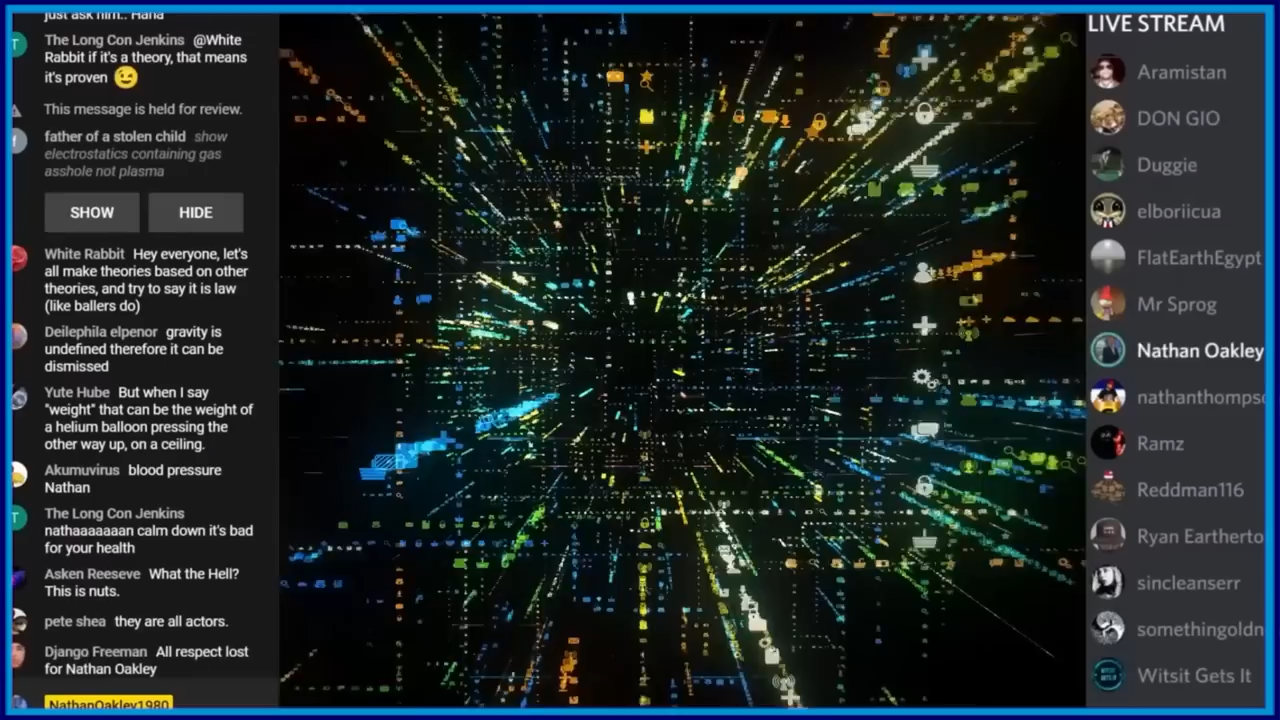 just ask him.. Haha
The Long Con Jenkins @White
Rabbit if it's a theory, that means
it's proven
This message is held for review.
father of a stolen child show
electrostatics containing gas
asshole not plasma
SHOW HIDE
White Rabbit Hey everyone, let's
all make theories based on other
theories, and try to say it is law
(like ballers do)
Deilephila elpenor gravity is
undefined therefore it can be
dismissed
Yute Hube But when I say
"weight" that can be the weight of
a helium balloon pressing the
other way up, on a ceiling.
Akumuvirus blood pressure
Nathan
The Long Con Jenkins
nathaaaaaaan calm down it's bad
for your health
Asken Reeseve What the Hell?
This is nuts.
pete shea they are all actors.
Django Freeman All respect lost
for Nathan Oakley
NathanOakley1980
LIVE STREAM
Aramistan
DON GIO
Duggie
elboriicua
FlatEarthEgypt
Mr Sprog
Nathan Oakley
nathanthompso
Ramz
Reddman116
Ryan Eartherto
sincleanserr
somethingoldn
Witsit Gets It